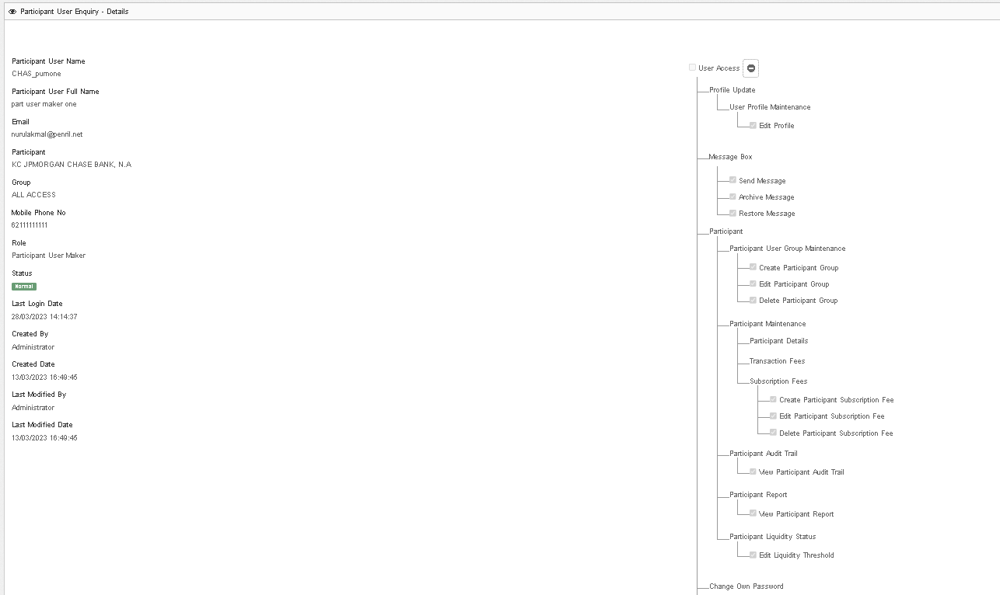 Participant User Enquiry - Details
Participant User Name
CHAS_pumone
Participant User Full Name
part user maker one
Email
nurulakmal@penril.net
Participant
KC JPMORGAN CHASE BANK, N.A
Group
ALL ACCESS
Mobile Phone No
62111111111
Role
Participant User Maker
Status
Normal
Last Login Date
28/03/2023 14:14:37
Created By
Administrator
Created Date
13/03/2023 16:49:45
Last Modified By
Administrator
Last Modified Date
13/03/2023 16:49:45
User Access
Profile Update
User Profile Maintenance
Edit Profile
Message Box
Send Message
Archive Message
Restore Message
Participant
Participant User Group Maintenance
Create Participant Group
Edit Participant Group
Delete Participant Group
Participant Maintenance
Participant Details
Transaction Fees
Subscription Fees
Create Participant Subscription Fee
Edit Participant Subscription Fee
Delete Participant Subscription Fee
Participant Audit Trail
View Participant Audit Trail
Participant Report
View Participant Report
Participant Liquidity Status
Edit Liquidity Threshold
Change Own Password